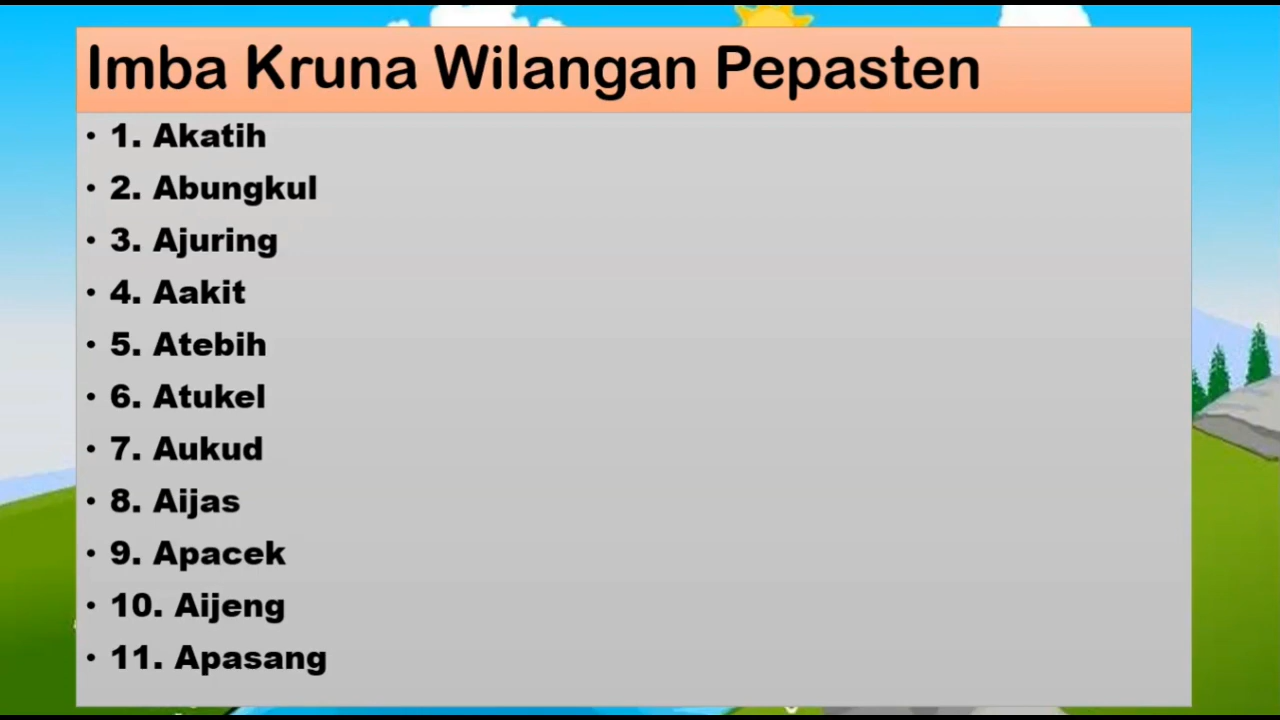 Imba Kruna Wilangan Pepasten
• 1. Akatih
• 2. Abungkul
• 3. Ajuring
• 4. Aakit
• 5. Atebih
• 6. Atukel
• 7. Aukud
• 8. Aijas
• 9. Apacek
• 10. Aijeng
• 11. Apasang